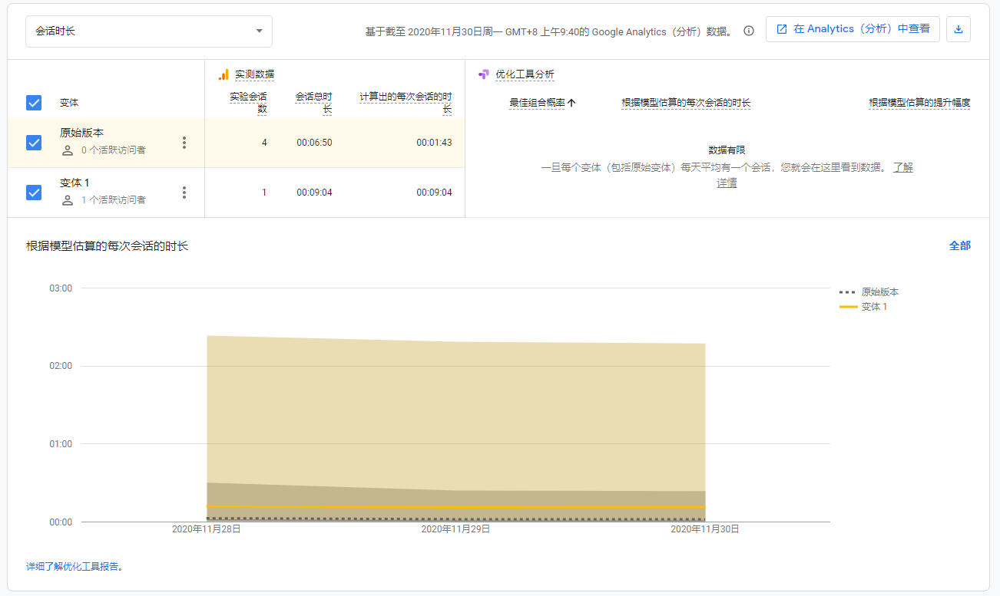 会话时长
基于截至 2020年11月30日周一 GMT+8 上午9:40的 Google Analytics（分析）数据。
在 Analytics（分析）中查看
实测数据
优化工具分析
变体
实验会话数
会话总时长
计算出的每次会话的时长
最佳组合概率
根据模型估算的每次会话的时长
根据模型估算的提升幅度
原始版本
0 个活跃访问者
4
00:06:50
00:01:43
变体 1
1 个活跃访问者
1
00:09:04
00:09:04
数据有限
一旦每个变体（包括原始变体）每天平均有一个会话，您就会在这里看到数据。 了解
详情
根据模型估算的每次会话的时长
全部
03:00
02:00
01:00
00:00
原始版本
变体 1
2020年11月28日
2020年11月29日
2020年11月30日
详细了解优化工具报告。